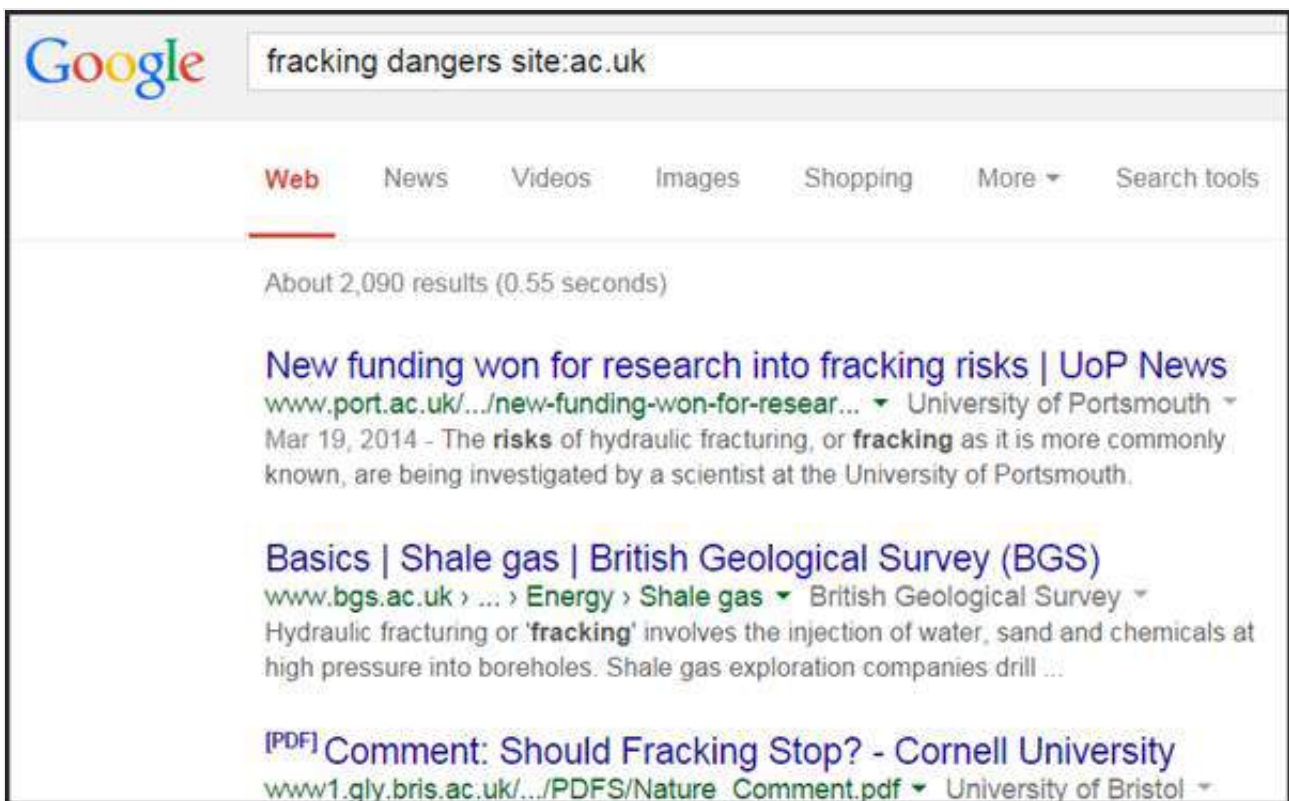 Google
fracking dangers site:ac.uk
Web News Videos Images Shopping More Search tools
About 2,090 results (0.55 seconds)
New funding won for research into fracking risks | UoP News
www.port.ac.uk/.../new-funding-won-for-resear... University of Portsmouth
Mar 19, 2014 - The risks of hydraulic fracturing, or fracking as it is more commonly
known, are being investigated by a scientist at the University of Portsmouth.
Basics | Shale gas | British Geological Survey (BGS)
www.bgs.ac.uk › ... › Energy › Shale gas British Geological Survey
Hydraulic fracturing or 'fracking' involves the injection of water, sand and chemicals at
high pressure into boreholes. Shale gas exploration companies drill ...
[PDF] Comment: Should Fracking Stop? - Cornell University
www1.gly.bris.ac.uk/.../PDFS/Nature_Comment.pdf University of Bristol